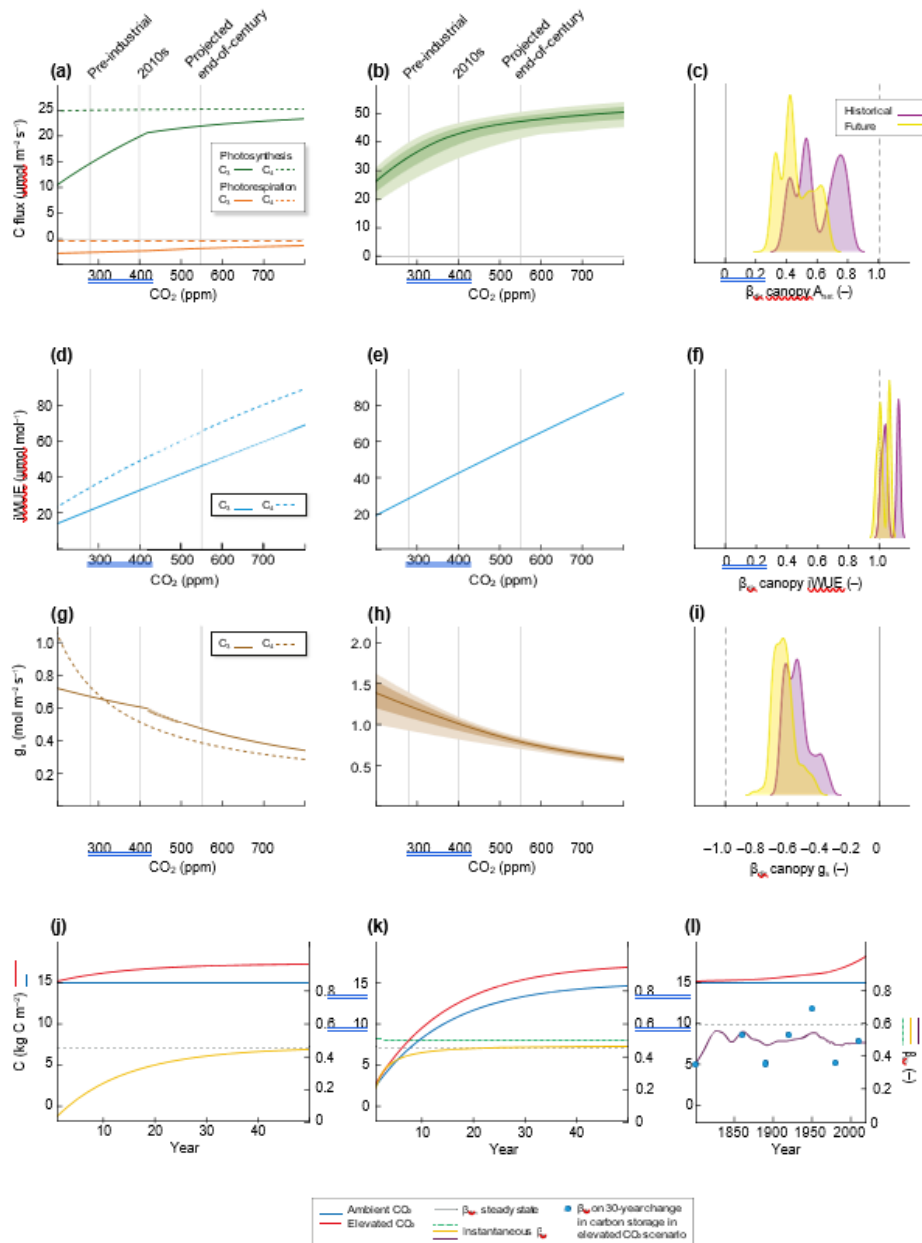 Pre-industrial
2010s
Projected
end-of-century
Pre-industrial
2010s
Projected
end-of-century
(a)
(b)
(c)
25
20
15
10
5
0
C flux (µmol m⁻² s⁻¹)
Photosynthesis
C₃ C₄
Photorespiration
C₃ C₄
300 400 500 600 700
CO₂ (ppm)
50
40
30
20
10
0
300 400 500 600 700
CO₂ (ppm)
Historical
Future
0 0.2 0.4 0.6 0.8 1.0
canopy A (–)
(d)
(e)
(f)
80
60
40
20
iWUE (µmol mol⁻¹)
C₃ C₄
300 400 500 600 700
CO₂ (ppm)
80
60
40
20
300 400 500 600 700
CO₂ (ppm)
0 0.2 0.4 0.6 0.8 1.0
canopy iWUE (–)
(g)
(h)
(i)
1.0
0.8
0.6
0.4
0.2
gₛ (mol m⁻² s⁻¹)
C₃ C₄
300 400 500 600 700
CO₂ (ppm)
2.0
1.5
1.0
0.5
300 400 500 600 700
CO₂ (ppm)
–1.0 –0.8 –0.6 –0.4 –0.2 0
canopy gₛ (–)
(j)
(k)
(l)
15
10
5
0
C (kg C m⁻²)
0.8
0.6
0.4
0.2
0
10 20 30 40
Year
15
10
5
0
0.8
0.6
0.4
0.2
0
10 20 30 40
Year
15
10
5
0
0.8
0.6
0.4
0.2
0
(–)
1850 1900 1950 2000
Year
Ambient CO₂
Elevated CO₂
steady state
Instantaneous
on 30-year change
in carbon storage in
elevated CO₂ scenario